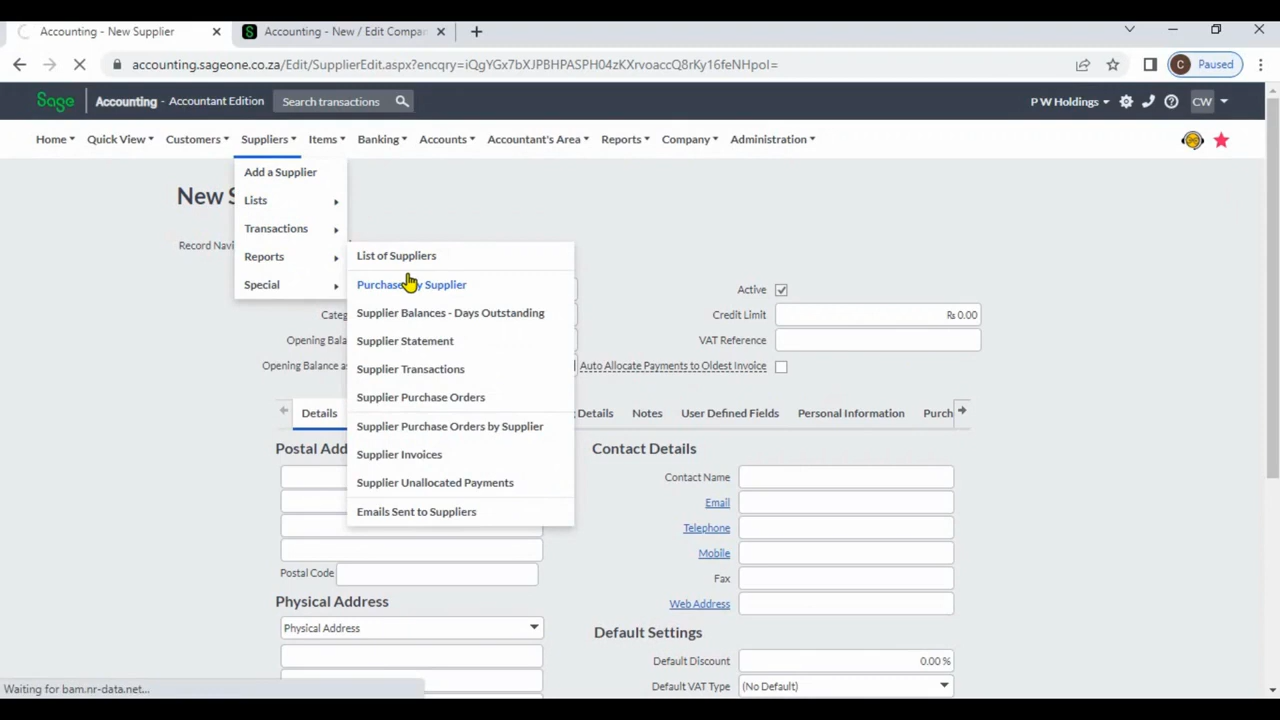 Accounting - New Supplier
Accounting - New / Edit Compa
accounting.sageone.co.za/Edit/SupplierEdit.aspx?encqry=iQgYGx7bXJPBHPASPH04zKXrvoaccQ8rKy16feNHpoI=
C Paused
Sage Accounting - Accountant Edition Search transactions
P W Holdings CW
Home Quick View Customers Suppliers Items Banking Accounts Accountant's Area Reports Company Administration
Add a Supplier
Lists
Transactions
Reports
Special
New S
Record Navi
List of Suppliers
Purchases by Supplier
Supplier Balances - Days Outstanding
Supplier Statement
Supplier Transactions
Supplier Purchase Orders
Supplier Purchase Orders by Supplier
Supplier Invoices
Supplier Unallocated Payments
Emails Sent to Suppliers
Categ
Opening Bala
Opening Balance as
Active
Credit Limit Rs 0.00
VAT Reference
Auto Allocate Payments to Oldest Invoice
Details
g Details Notes User Defined Fields Personal Information Purch
Postal Add
Postal Code
Physical Address
Physical Address
Contact Details
Contact Name
Email
Telephone
Mobile
Fax
Web Address
Default Settings
Default Discount 0.00 %
Default VAT Type (No Default)
Waiting for bam.nr-data.net...